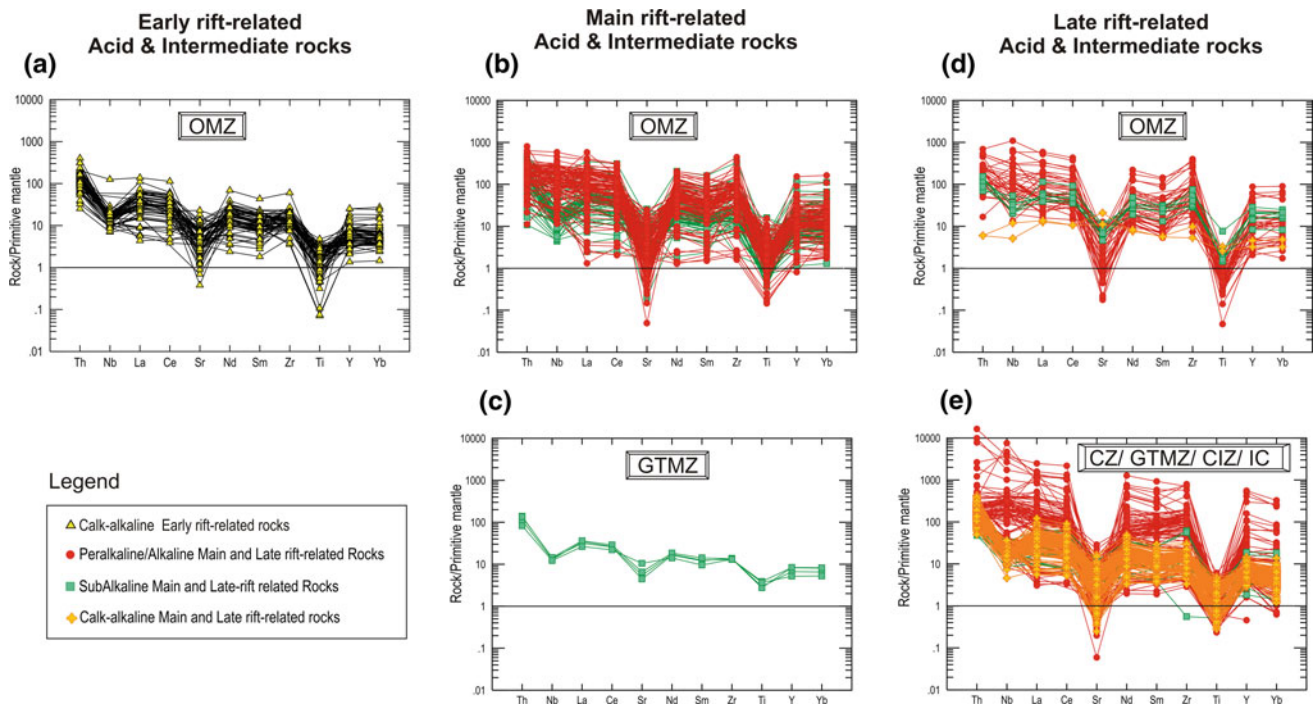 Early rift-related
Acid & Intermediate rocks
Main rift-related
Acid & Intermediate rocks
Late rift-related
Acid & Intermediate rocks
(a)
OMZ
Rock/Primitive mantle
10000
1000
100
10
1
.1
.01
Th Nb La Ce Sr Nd Sm Zr Ti Y Yb
(b)
OMZ
Rock/Primitive mantle
10000
1000
100
10
1
.1
.01
Th Nb La Ce Sr Nd Sm Zr Ti Y Yb
(d)
OMZ
Rock/Primitive mantle
10000
1000
100
10
1
.1
.01
Th Nb La Ce Sr Nd Sm Zr Ti Y Yb
(c)
GTMZ
Rock/Primitive mantle
10000
1000
100
10
1
.1
.01
Th Nb La Ce Sr Nd Sm Zr Ti Y Yb
(e)
CZ/ GTMZ/ CIZ/ IC
Rock/Primitive mantle
10000
1000
100
10
1
.1
.01
Th Nb La Ce Sr Nd Sm Zr Ti Y Yb
Legend
Calk-alkaline Early rift-related rocks
Peralkaline/Alkaline Main and Late rift-related Rocks
SubAlkaline Main and Late-rift related Rocks
Calk-alkaline Main and Late rift-related rocks